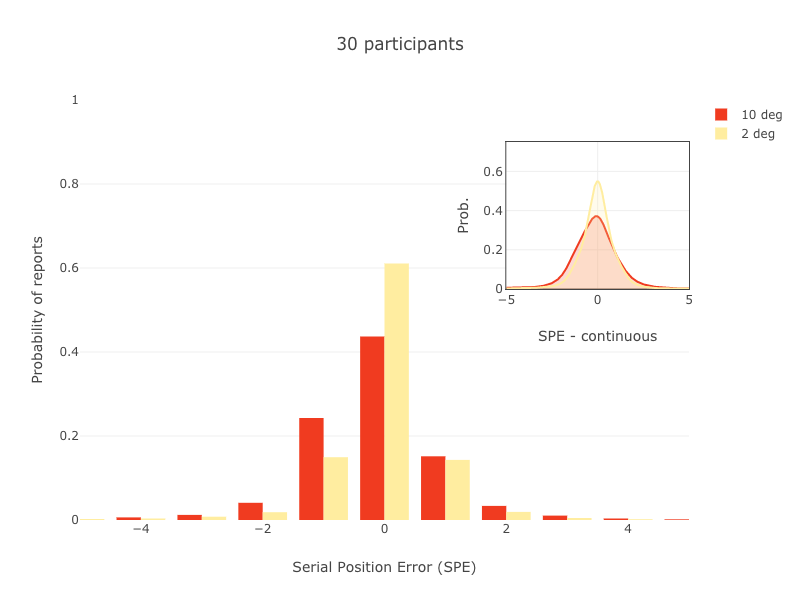 30 participants
10 deg
2 deg
Probability of reports
1
0.8
0.6
0.4
0.2
0
−4
−2
0
2
4
Serial Position Error (SPE)
Prob.
0.6
0.4
0.2
0
−5
0
5
SPE - continuous